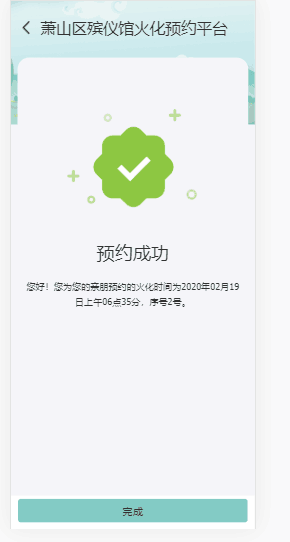 萧山区殡仪馆火化预约平台
预约成功
您好！您为您的亲朋预约的火化时间为2020年02月19
日上午06点35分，序号2号。
完成